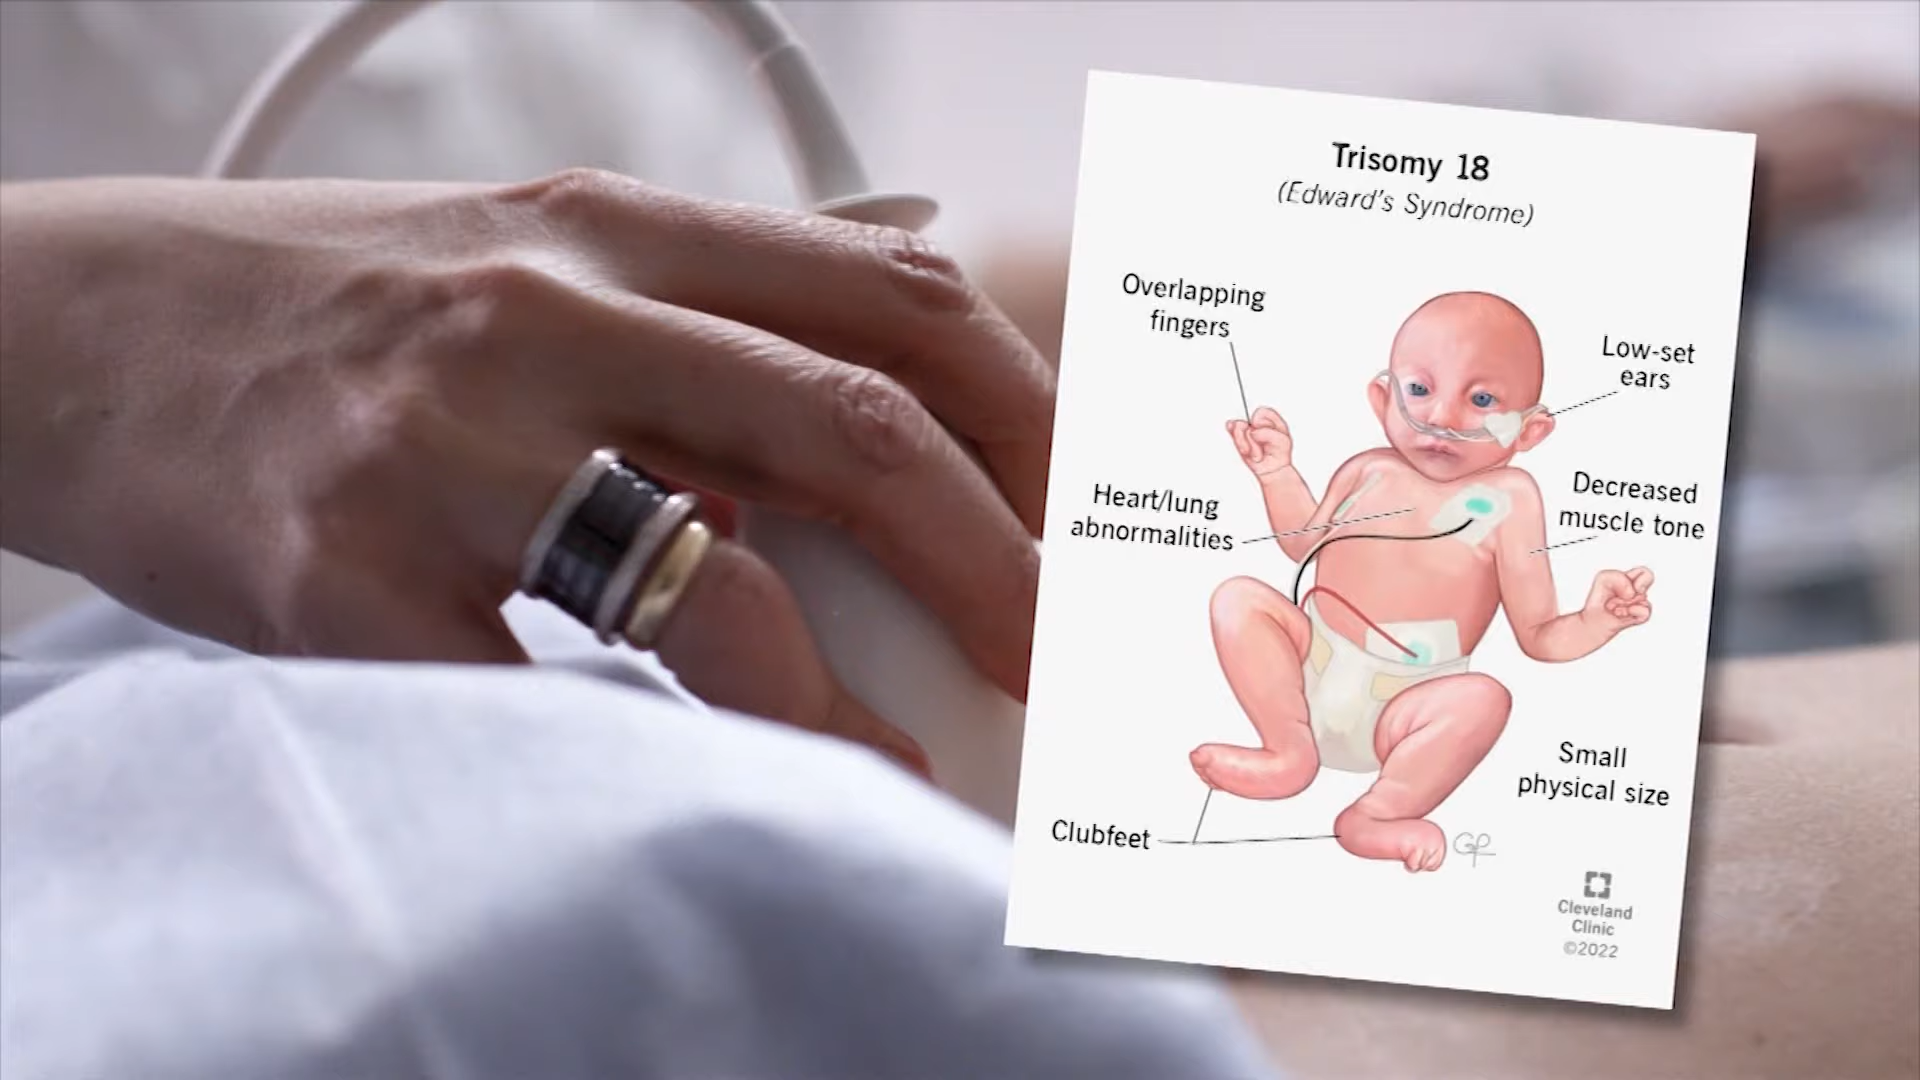 Trisomy 18
(Edward's Syndrome)
Overlapping
fingers
Low-set
ears
Heart/lung
abnormalities
Decreased
muscle tone
Small
physical size
Clubfeet
Cleveland
Clinic
©2022